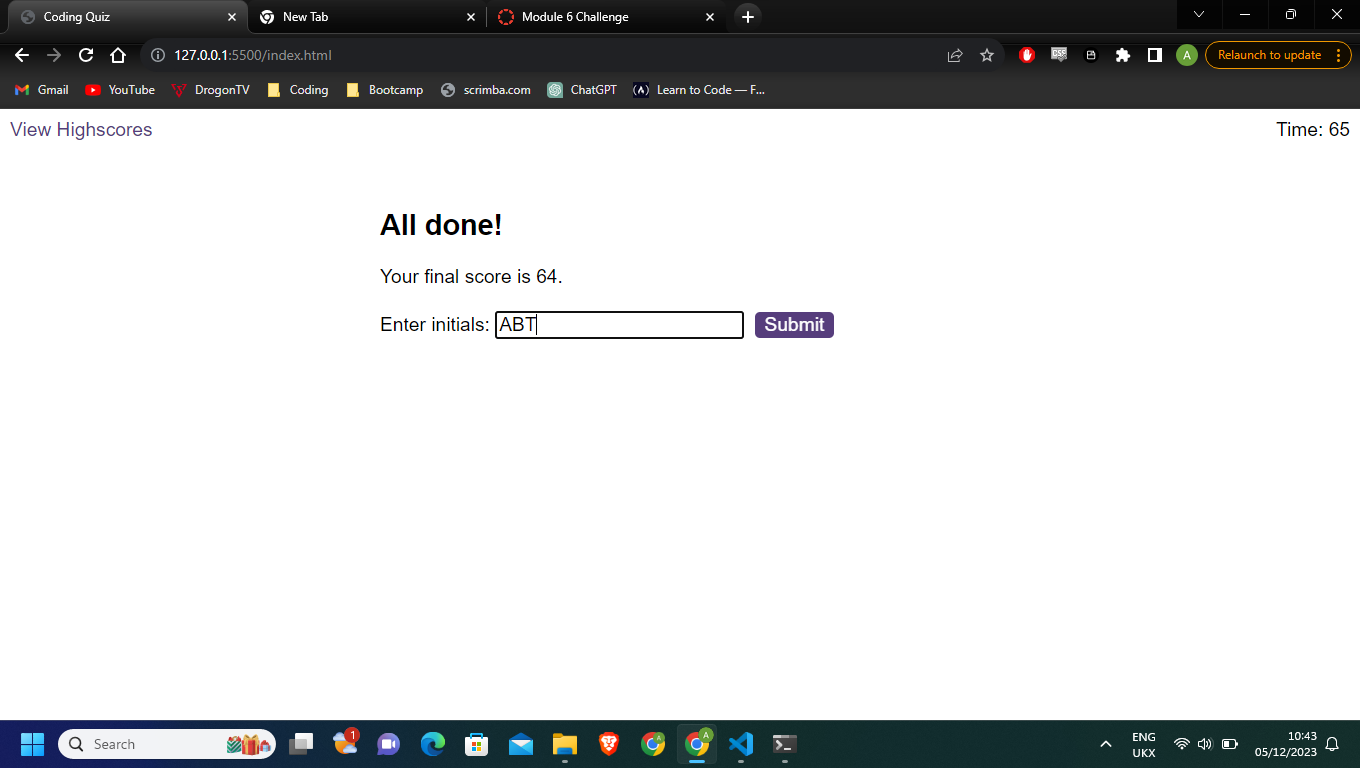 Coding Quiz
New Tab
Module 6 Challenge
127.0.0.1:5500/index.html
CSS
A
Relaunch to update
Gmail
YouTube
DrogonTV
Coding
Bootcamp
scrimba.com
ChatGPT
Learn to Code — F...
View Highscores
Time: 65
All done!
Your final score is 64.
Enter initials: ABT Submit
Search
1
A
A
ENG
UKX
10:43
05/12/2023